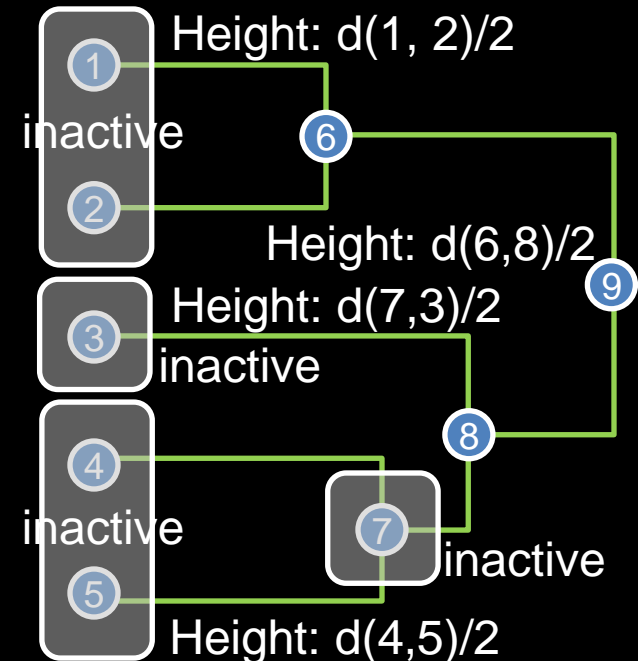 Height: d(1, 2)/2
1
inactive
6
2
Height: d(6,8)/2
9
Height: d(7,3)/2
3
inactive
8
4
inactive
7
inactive
5
Height: d(4,5)/2